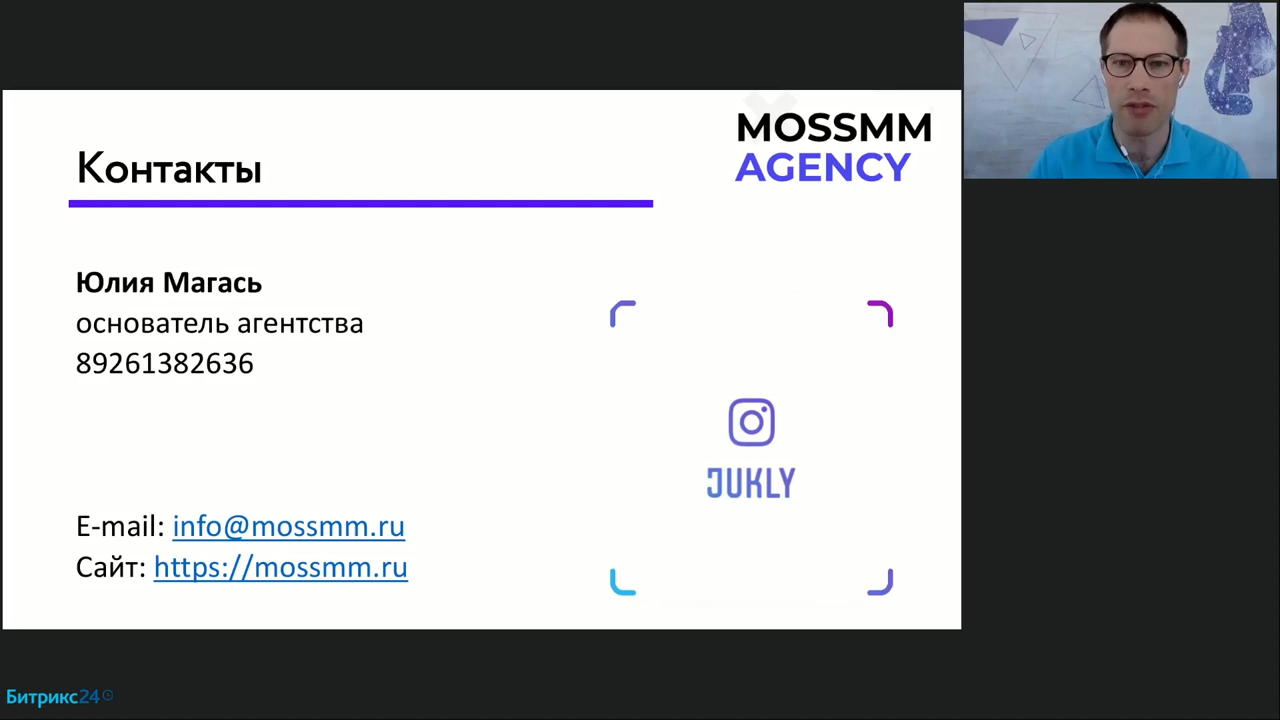 MOSSMM
AGENCY
Контакты
Юлия Магась
основатель агентства
89261382636
JUKLY
E-mail: info@mossmm.ru
Сайт: https://mossmm.ru
Битрикс24